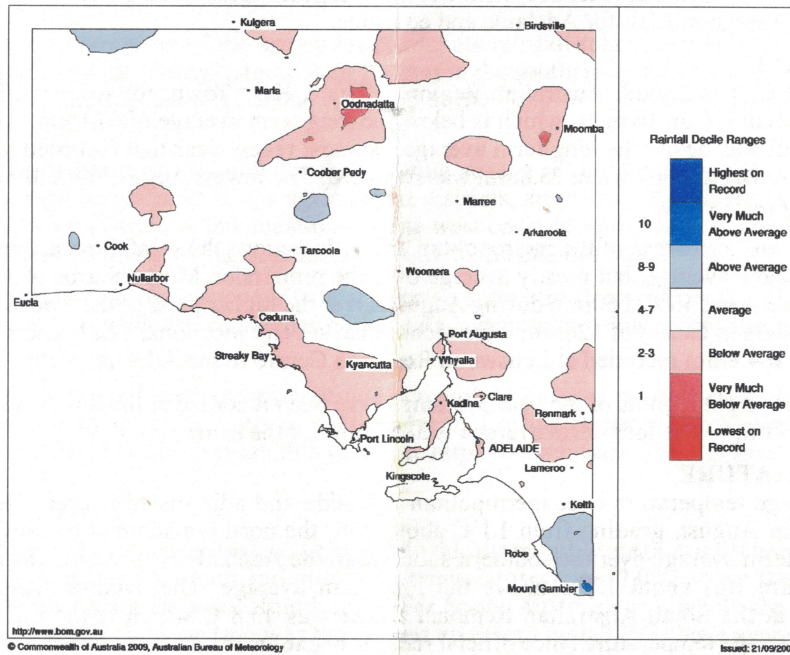 Kulgera
Birdsville
Marla
Oodnadatta
Moomba
Coober Pedy
Marree
Arkaroola
Cook
Tarcoola
Nullarbor
Woomera
Eucla
Ceduna
Port Augusta
Streaky Bay
Whyalla
Kyancutta
Clare
Kadina
Renmark
Port Lincoln
ADELAIDE
Lameroo
Kingscote
Keith
Robe
Mount Gambier
Rainfall Decile Ranges
Highest on
Record
10
Very Much
Above Average
8-9
Above Average
4-7
Average
2-3
Below Average
1
Very Much
Below Average
Lowest on
Record
http://www.bom.gov.au
© Commonwealth of Australia 2009, Australian Bureau of Meteorology
Issued: